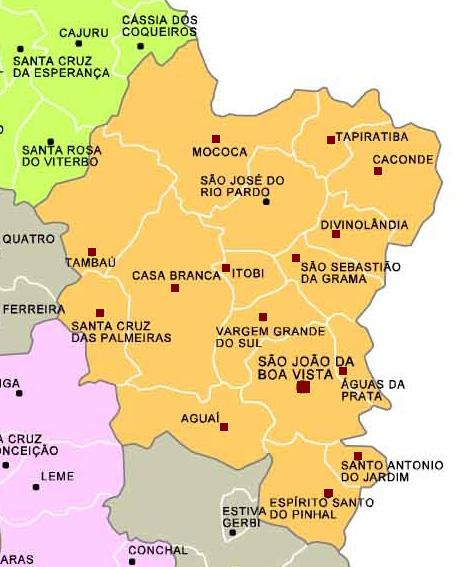 CÁSSIA DOS
COQUEIROS
CAJURU
SANTA CRUZ
DA ESPERANÇA
SANTA ROSA
DO VITERBO
MOCOCA
TAPIRATIBA
CACONDE
SÃO JOSÉ DO
RIO PARDO
DIVINOLÂNDIA
QUATRO
TAMBAÚ
CASA BRANCA
ITOBI
SÃO SEBASTIÃO
DA GRAMA
FERREIRA
SANTA CRUZ
DAS PALMEIRAS
VARGEM GRANDE
DO SUL
SÃO JOÃO DA
BOA VISTA
ÁGUAS DA
PRATA
AGUAÍ
A CRUZ
ONCEIÇÃO
LEME
SANTO ANTONIO
DO JARDIM
ESPÍRITO SANTO
DO PINHAL
ESTIVA
GERBI
CONCHAL
ARAS